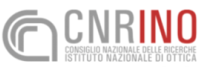 CNRINO
CONSIGLIO NAZIONALE DELLE RICERCHE
ISTITUTO NAZIONALE DI OTTICA